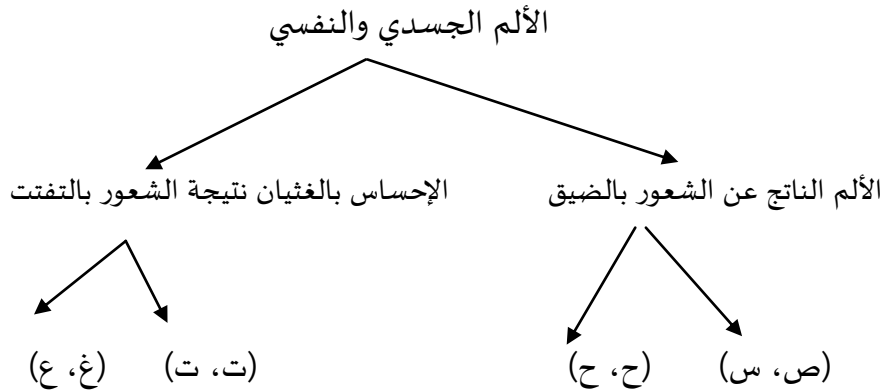 الألم الجسدي والنفسي
الألم الناتج عن الشعور بالضيق
الإحساس بالغثيان نتيجة الشعور بالتفتت
(ص، س)
(ح، ح)
(ت، ت)
(غ، ع)